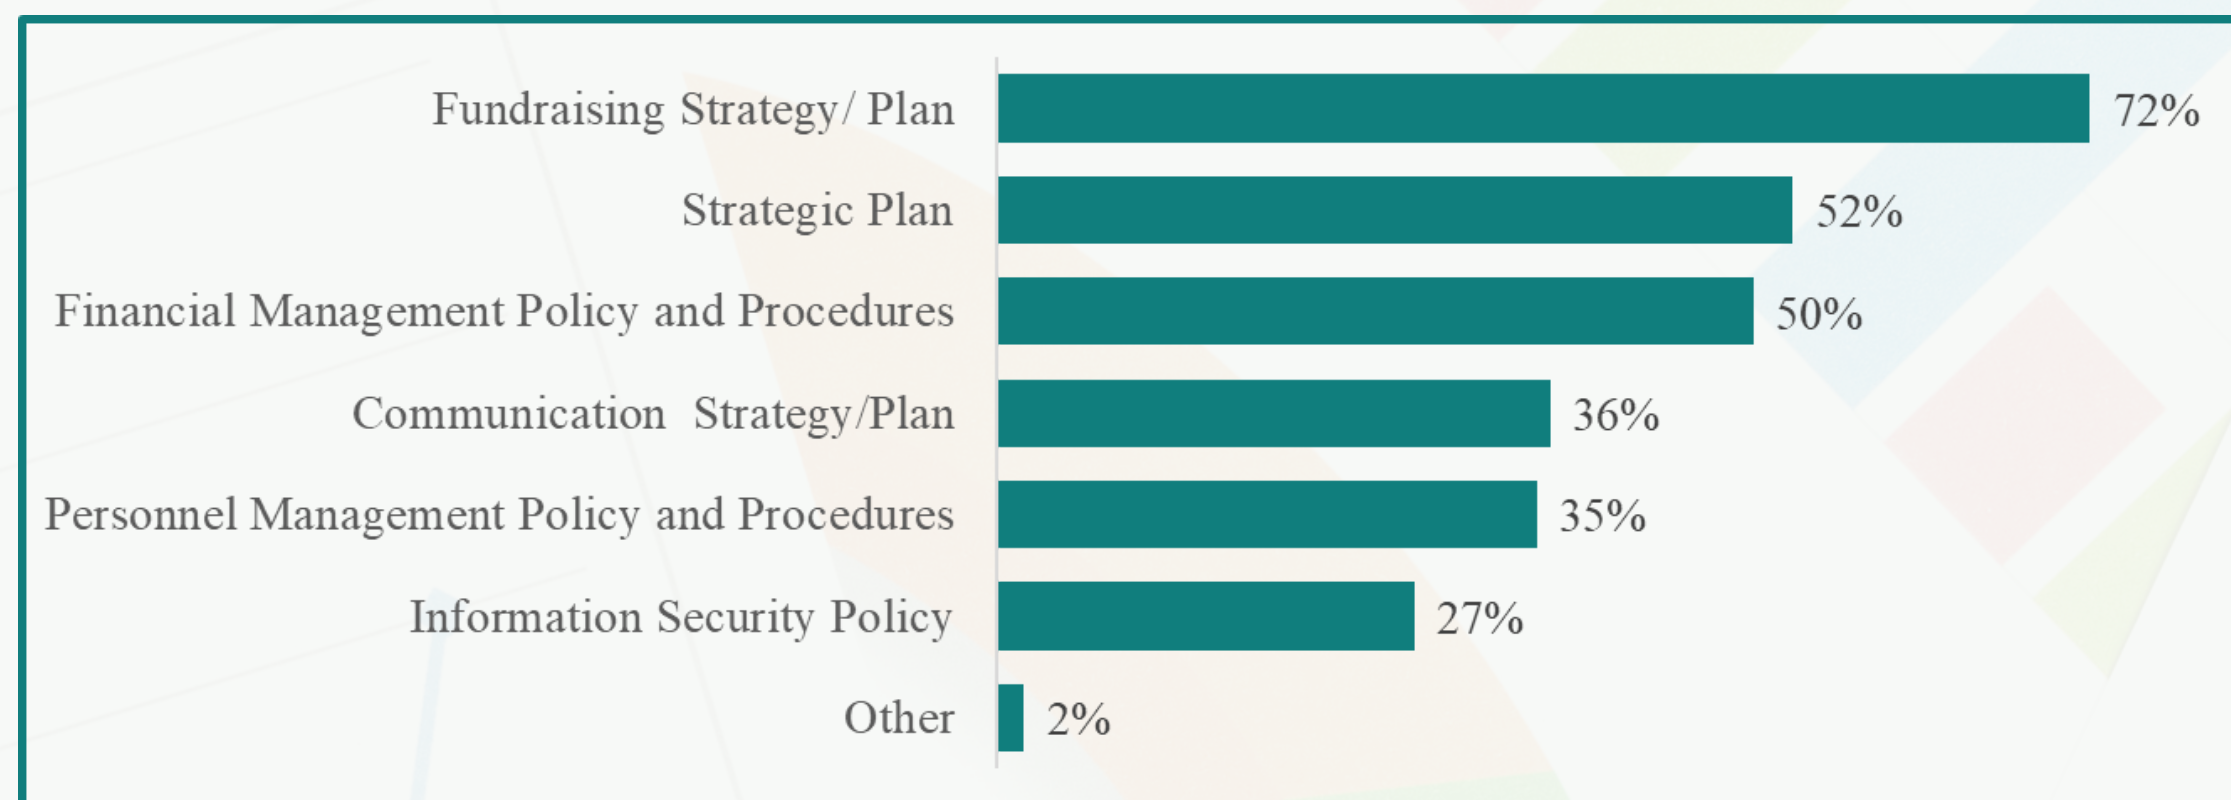 Fundraising Strategy/ Plan 72%
Strategic Plan 52%
Financial Management Policy and Procedures 50%
Communication  Strategy/Plan 36%
Personnel Management Policy and Procedures 35%
Information Security Policy 27%
Other 2%